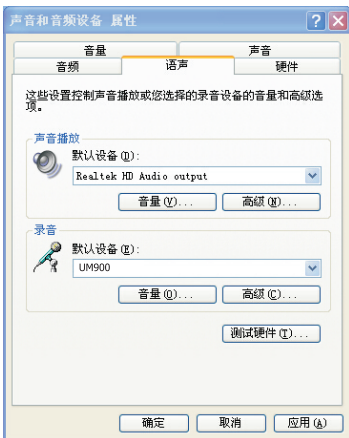 声音和音频设备 属性
音量
声音
音频
语声
硬件
这些设置控制声音播放或您选择的录音设备的音量和高级选
项。
声音播放
默认设备(D):
Realtek HD Audio output
音量(V)...
高级(N)...
录音
默认设备(E):
UM900
音量(O)...
高级(C)...
测试硬件(T)...
确定
取消
应用(A)